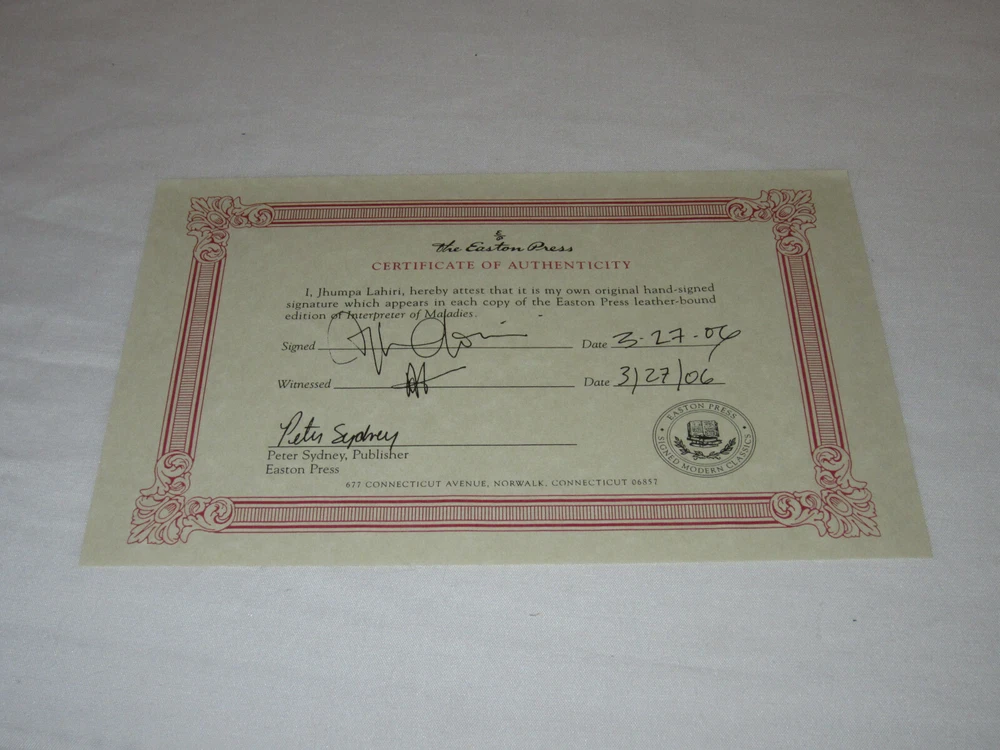 The Easton Press
CERTIFICATE OF AUTHENTICITY
I, Jhumpa Lahiri, hereby attest that it is my own original hand-signed
signature which appears in each copy of the Easton Press leather-bound
edition of Interpreter of Maladies.
Signed Date 3-27-06
Witnessed Date 3/27/06
Peter Sydney
Peter Sydney, Publisher
Easton Press
EASTON PRESS
SIGNED MODERN CLASSICS
677 CONNECTICUT AVENUE, NORWALK, CONNECTICUT 06857